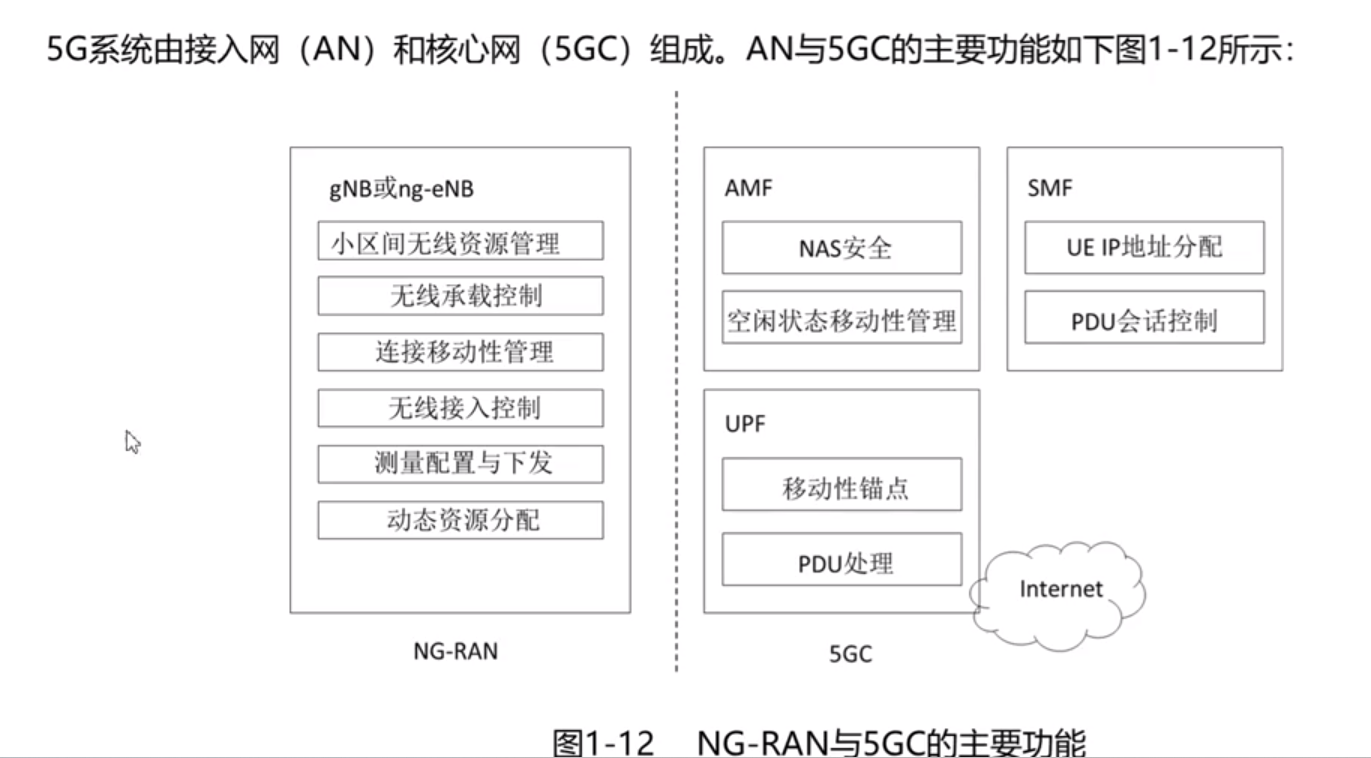 5G系统由接入网（AN）和核心网（5GC）组成。AN与5GC的主要功能如下图1-12所示：
gNB或ng-eNB
小区间无线资源管理
无线承载控制
连接移动性管理
无线接入控制
测量配置与下发
动态资源分配
NG-RAN
AMF
NAS安全
空闲状态移动性管理
SMF
UE IP地址分配
PDU会话控制
UPF
移动性锚点
PDU处理
Internet
5GC
图1-12 NG-RAN与5GC的主要功能